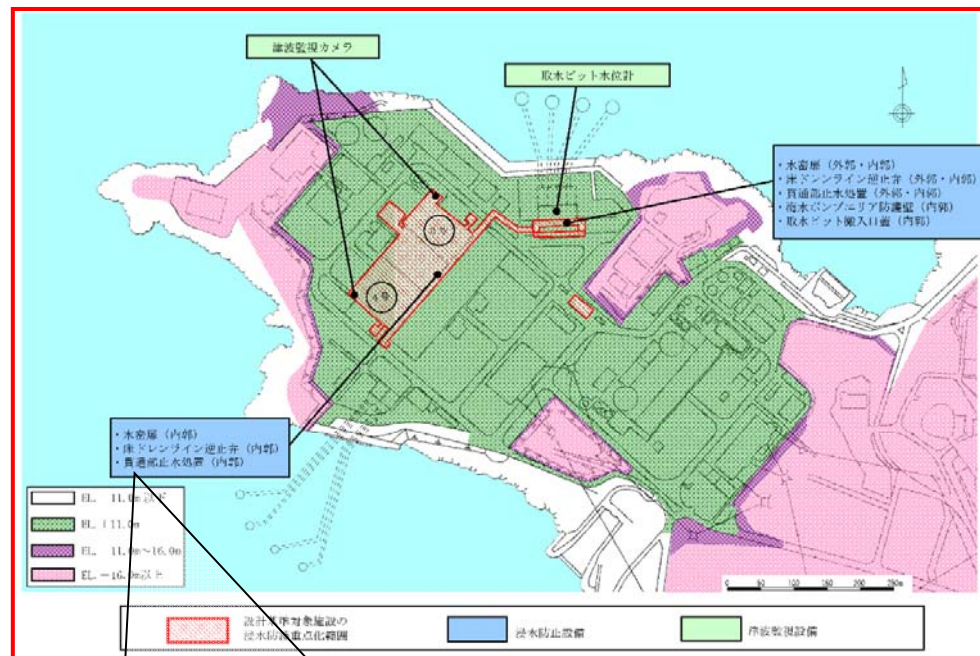 津波監視カメラ
取水ピット水位計
・水密扉（外郭・内郭）
・床ドレンライン逆止弁（外郭・内郭）
・貫通部止水処置（外郭・内郭）
・海水ポンプエリア防護壁（内郭）
・取水ピット搬入口蓋（内郭）
3号
4号
・水密扉（内郭）
・床ドレンライン逆止弁（内郭）
・貫通部止水処置（内郭）
EL. 11.0m以下
EL. +11.0m
EL. 11.0m～16.0m
EL. 16.0m以上
0 50 100 150 200 250m
設計基準対象施設の
浸水防護重点化範囲
浸水防止設備
津波監視設備